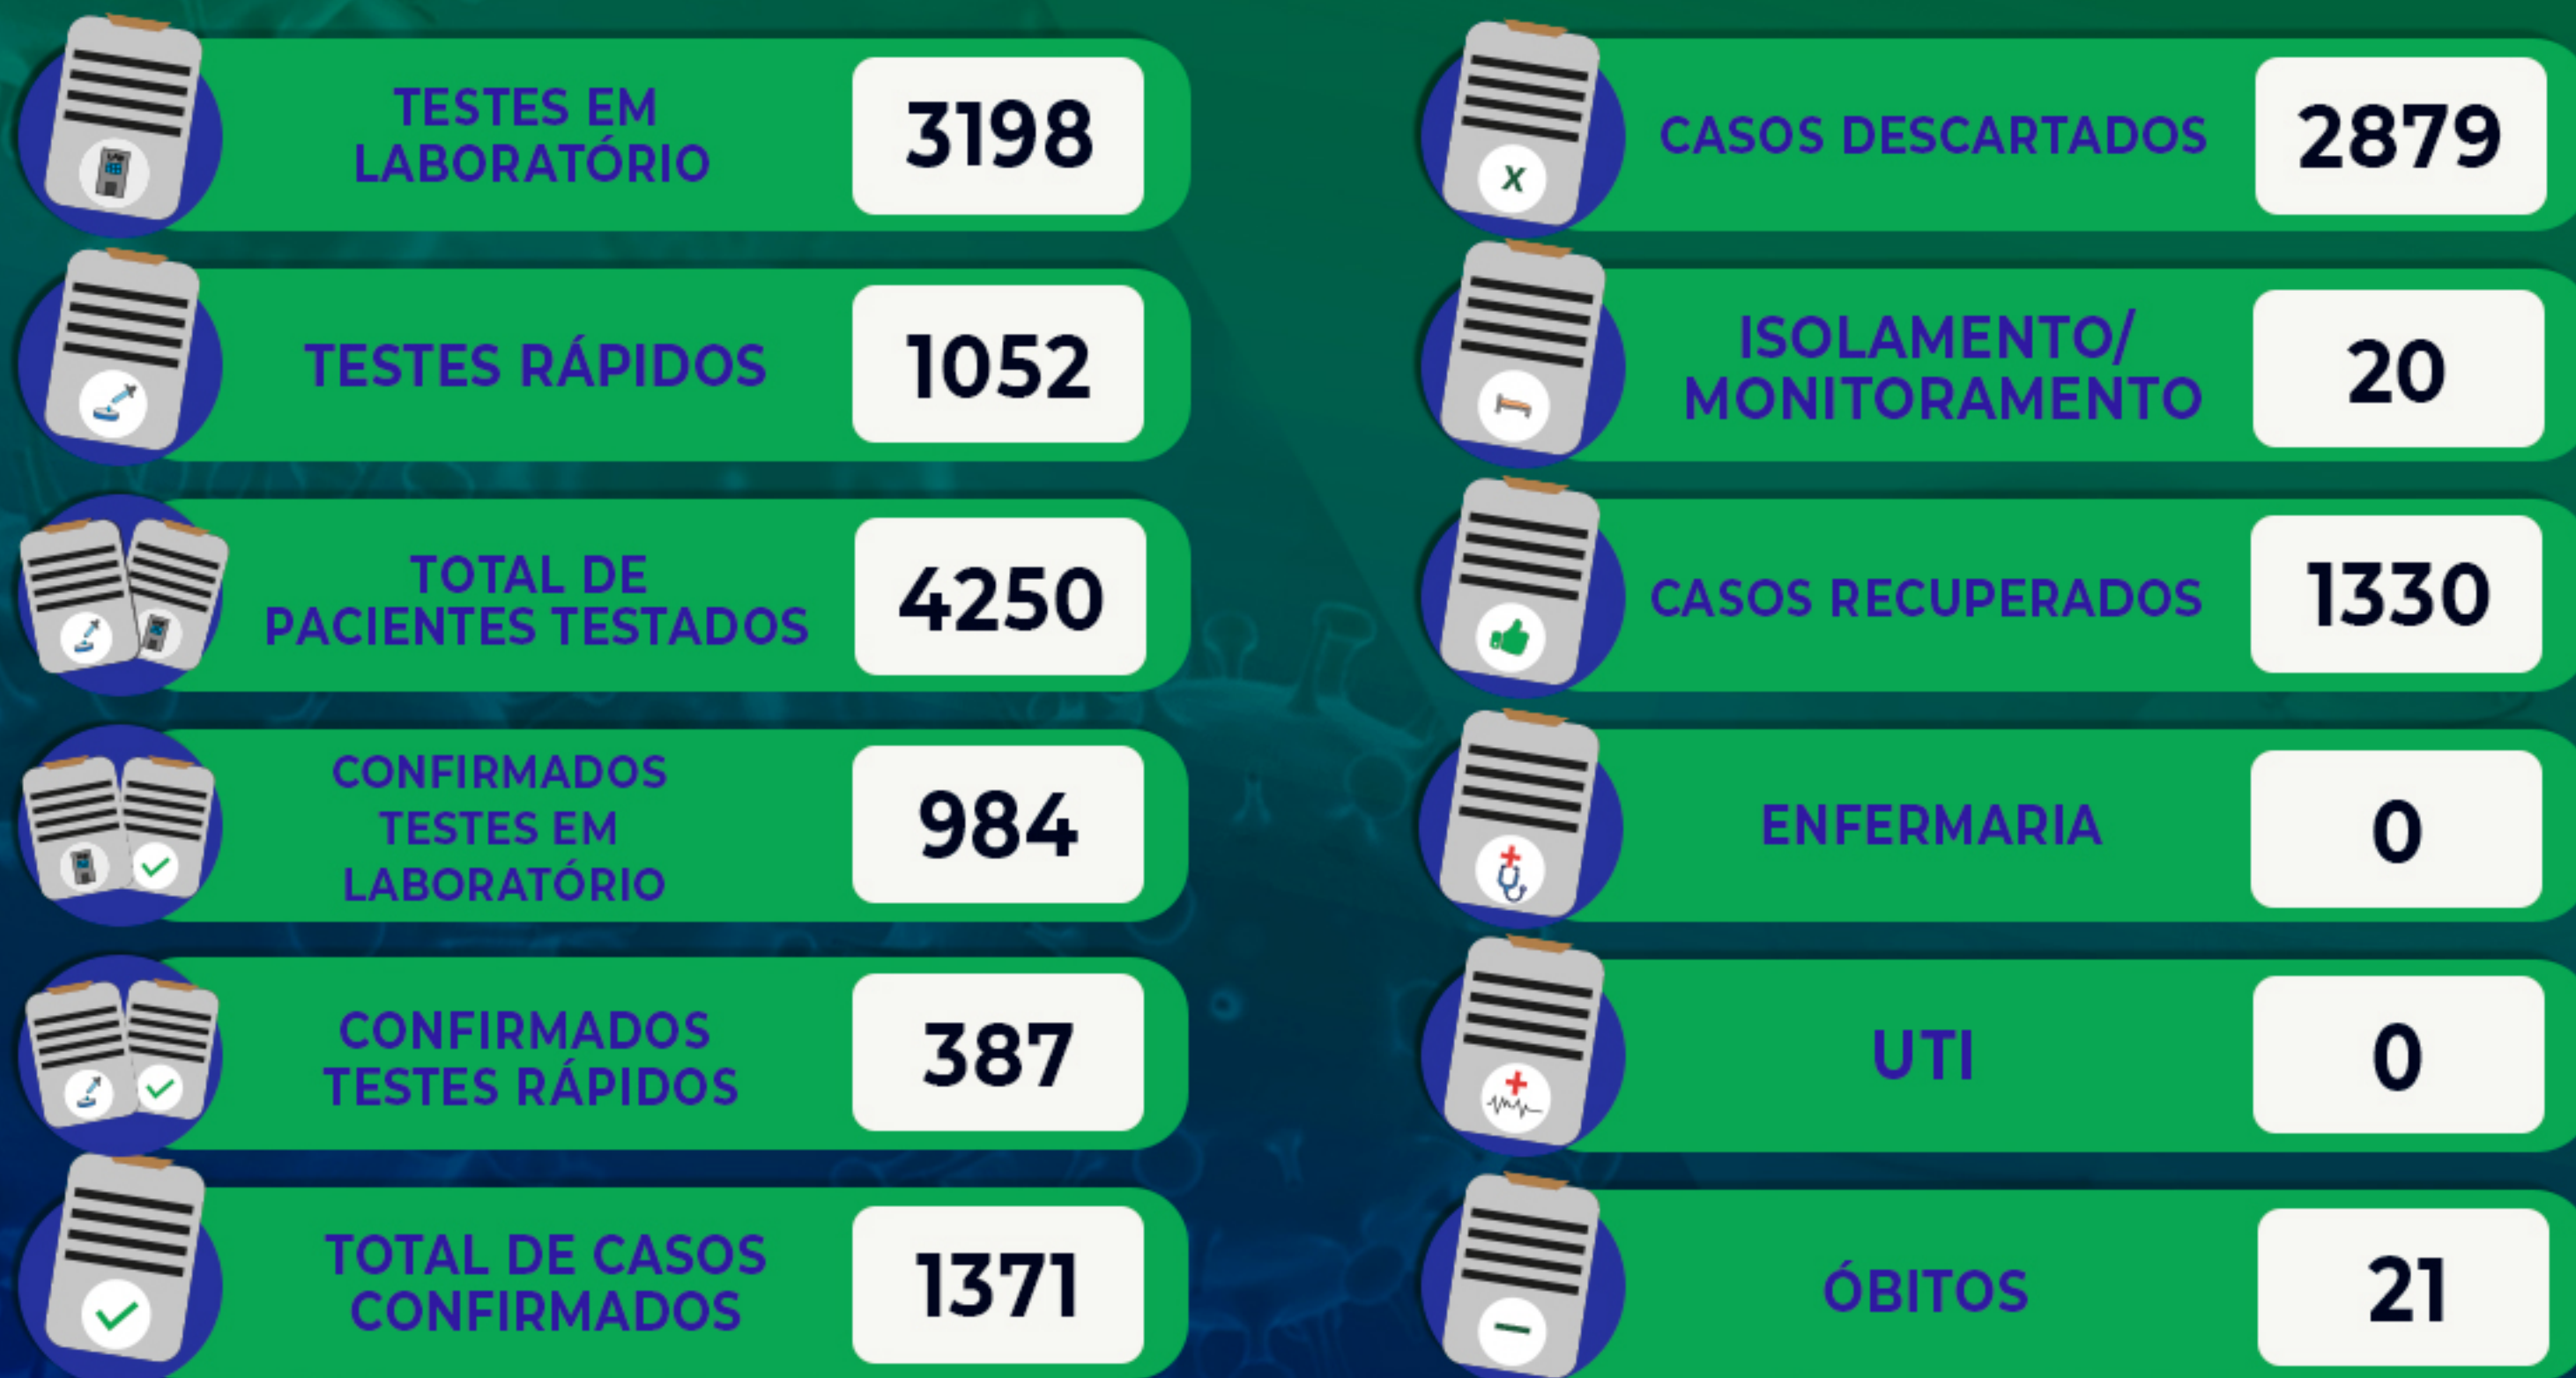 TESTES EM
LABORATÓRIO
3198
TESTES RÁPIDOS
1052
TOTAL DE
PACIENTES TESTADOS
4250
CONFIRMADOS
TESTES EM
LABORATÓRIO
984
CONFIRMADOS
TESTES RÁPIDOS
387
TOTAL DE CASOS
CONFIRMADOS
1371
CASOS DESCARTADOS
2879
X
ISOLAMENTO/
MONITORAMENTO
20
CASOS RECUPERADOS
1330
ENFERMARIA
0
UTI
0
ÓBITOS
21